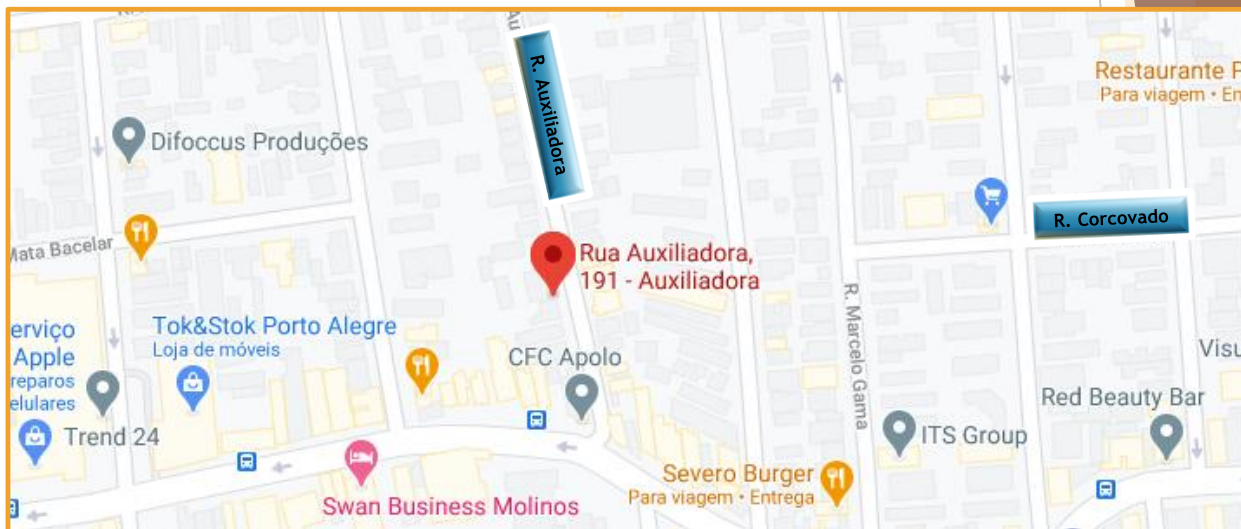 R.
Au
R. Auxiliadora
Restaurante P
Para viagem • En
Difoccus Produções
R. Corcovado
Mata Bacelar
Rua Auxiliadora,
191 - Auxiliadora
R. Marcelo Gama
erviço
Apple
reparos
elulares
Tok&Stok Porto Alegre
Loja de móveis
CFC Apolo
Visu
Red Beauty Bar
Trend 24
ITS Group
Severo Burger
Para viagem • Entrega
Swan Business Molinos